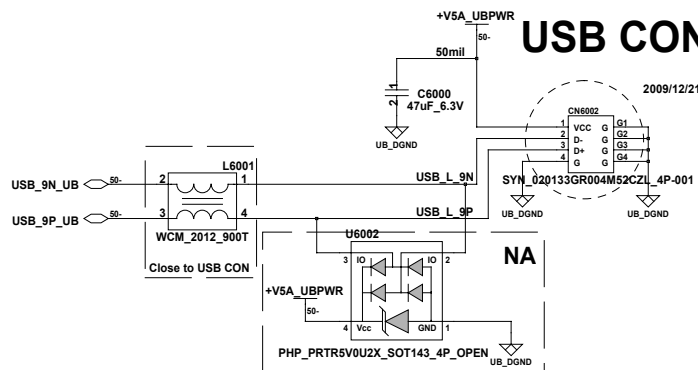 +V5A_UBPWR
50-
USB CON
50mil
2009/12/21
1
2
C6000
47uF_6.3V
UB_DGND
CN6002
1 VCC G G1
2 D- G G2
3 D+ G G3
4 G G G4
SYN_020133GR004M52CZL_4P-001
UB_DGND
UB_DGND
L6001
USB_9N_UB 50- 2 1 USB_L_9N
USB_9P_UB 50- 3 4 USB_L_9P
WCM_2012_900T
Close to USB CON
U6002
NA
3 IO IO 2
+V5A_UBPWR
50-
4 Vcc GND 1
PHP_PRTR5V0U2X_SOT143_4P_OPEN
UB_DGND